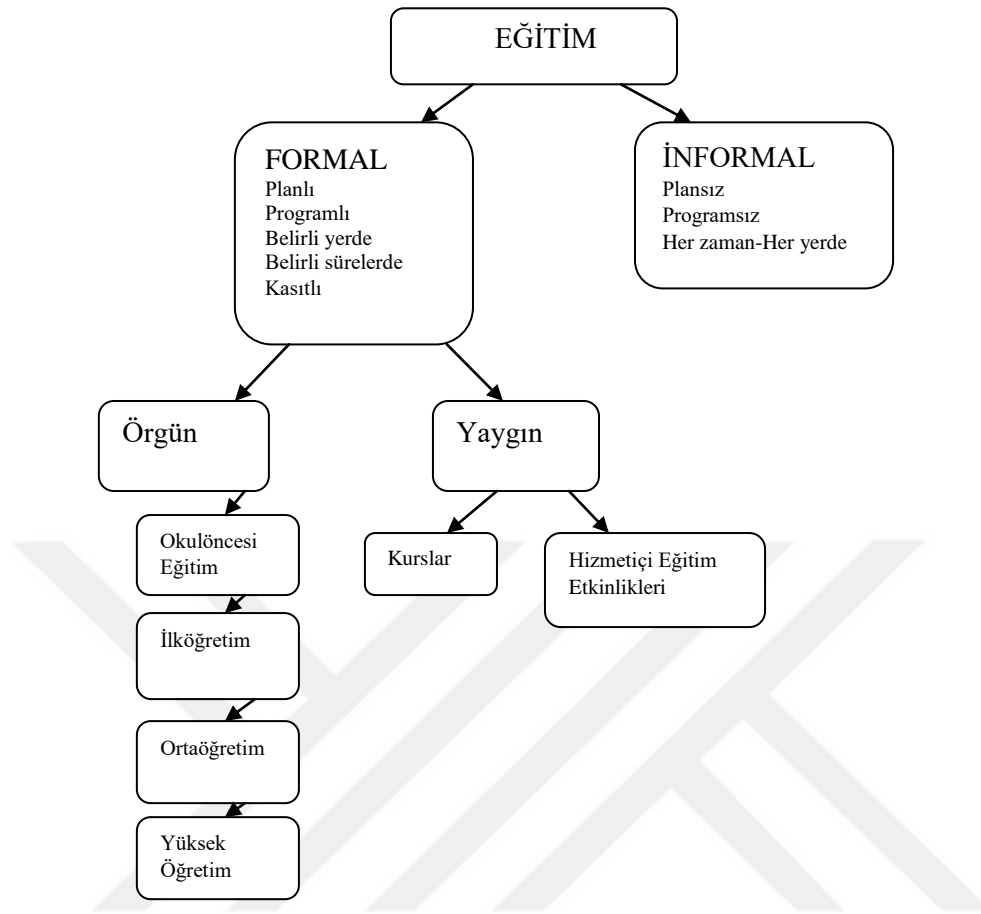 EĞİTİM
FORMAL
Planlı
Programlı
Belirli yerde
Belirli sürelerde
Kasıtlı
İNFORMAL
Plansız
Programsız
Her zaman-Her yerde
Örgün
Yaygın
Okulöncesi
Eğitim
Kurslar
Hizmetiçi Eğitim
Etkinlikleri
İlköğretim
Ortaöğretim
Yüksek
Öğretim